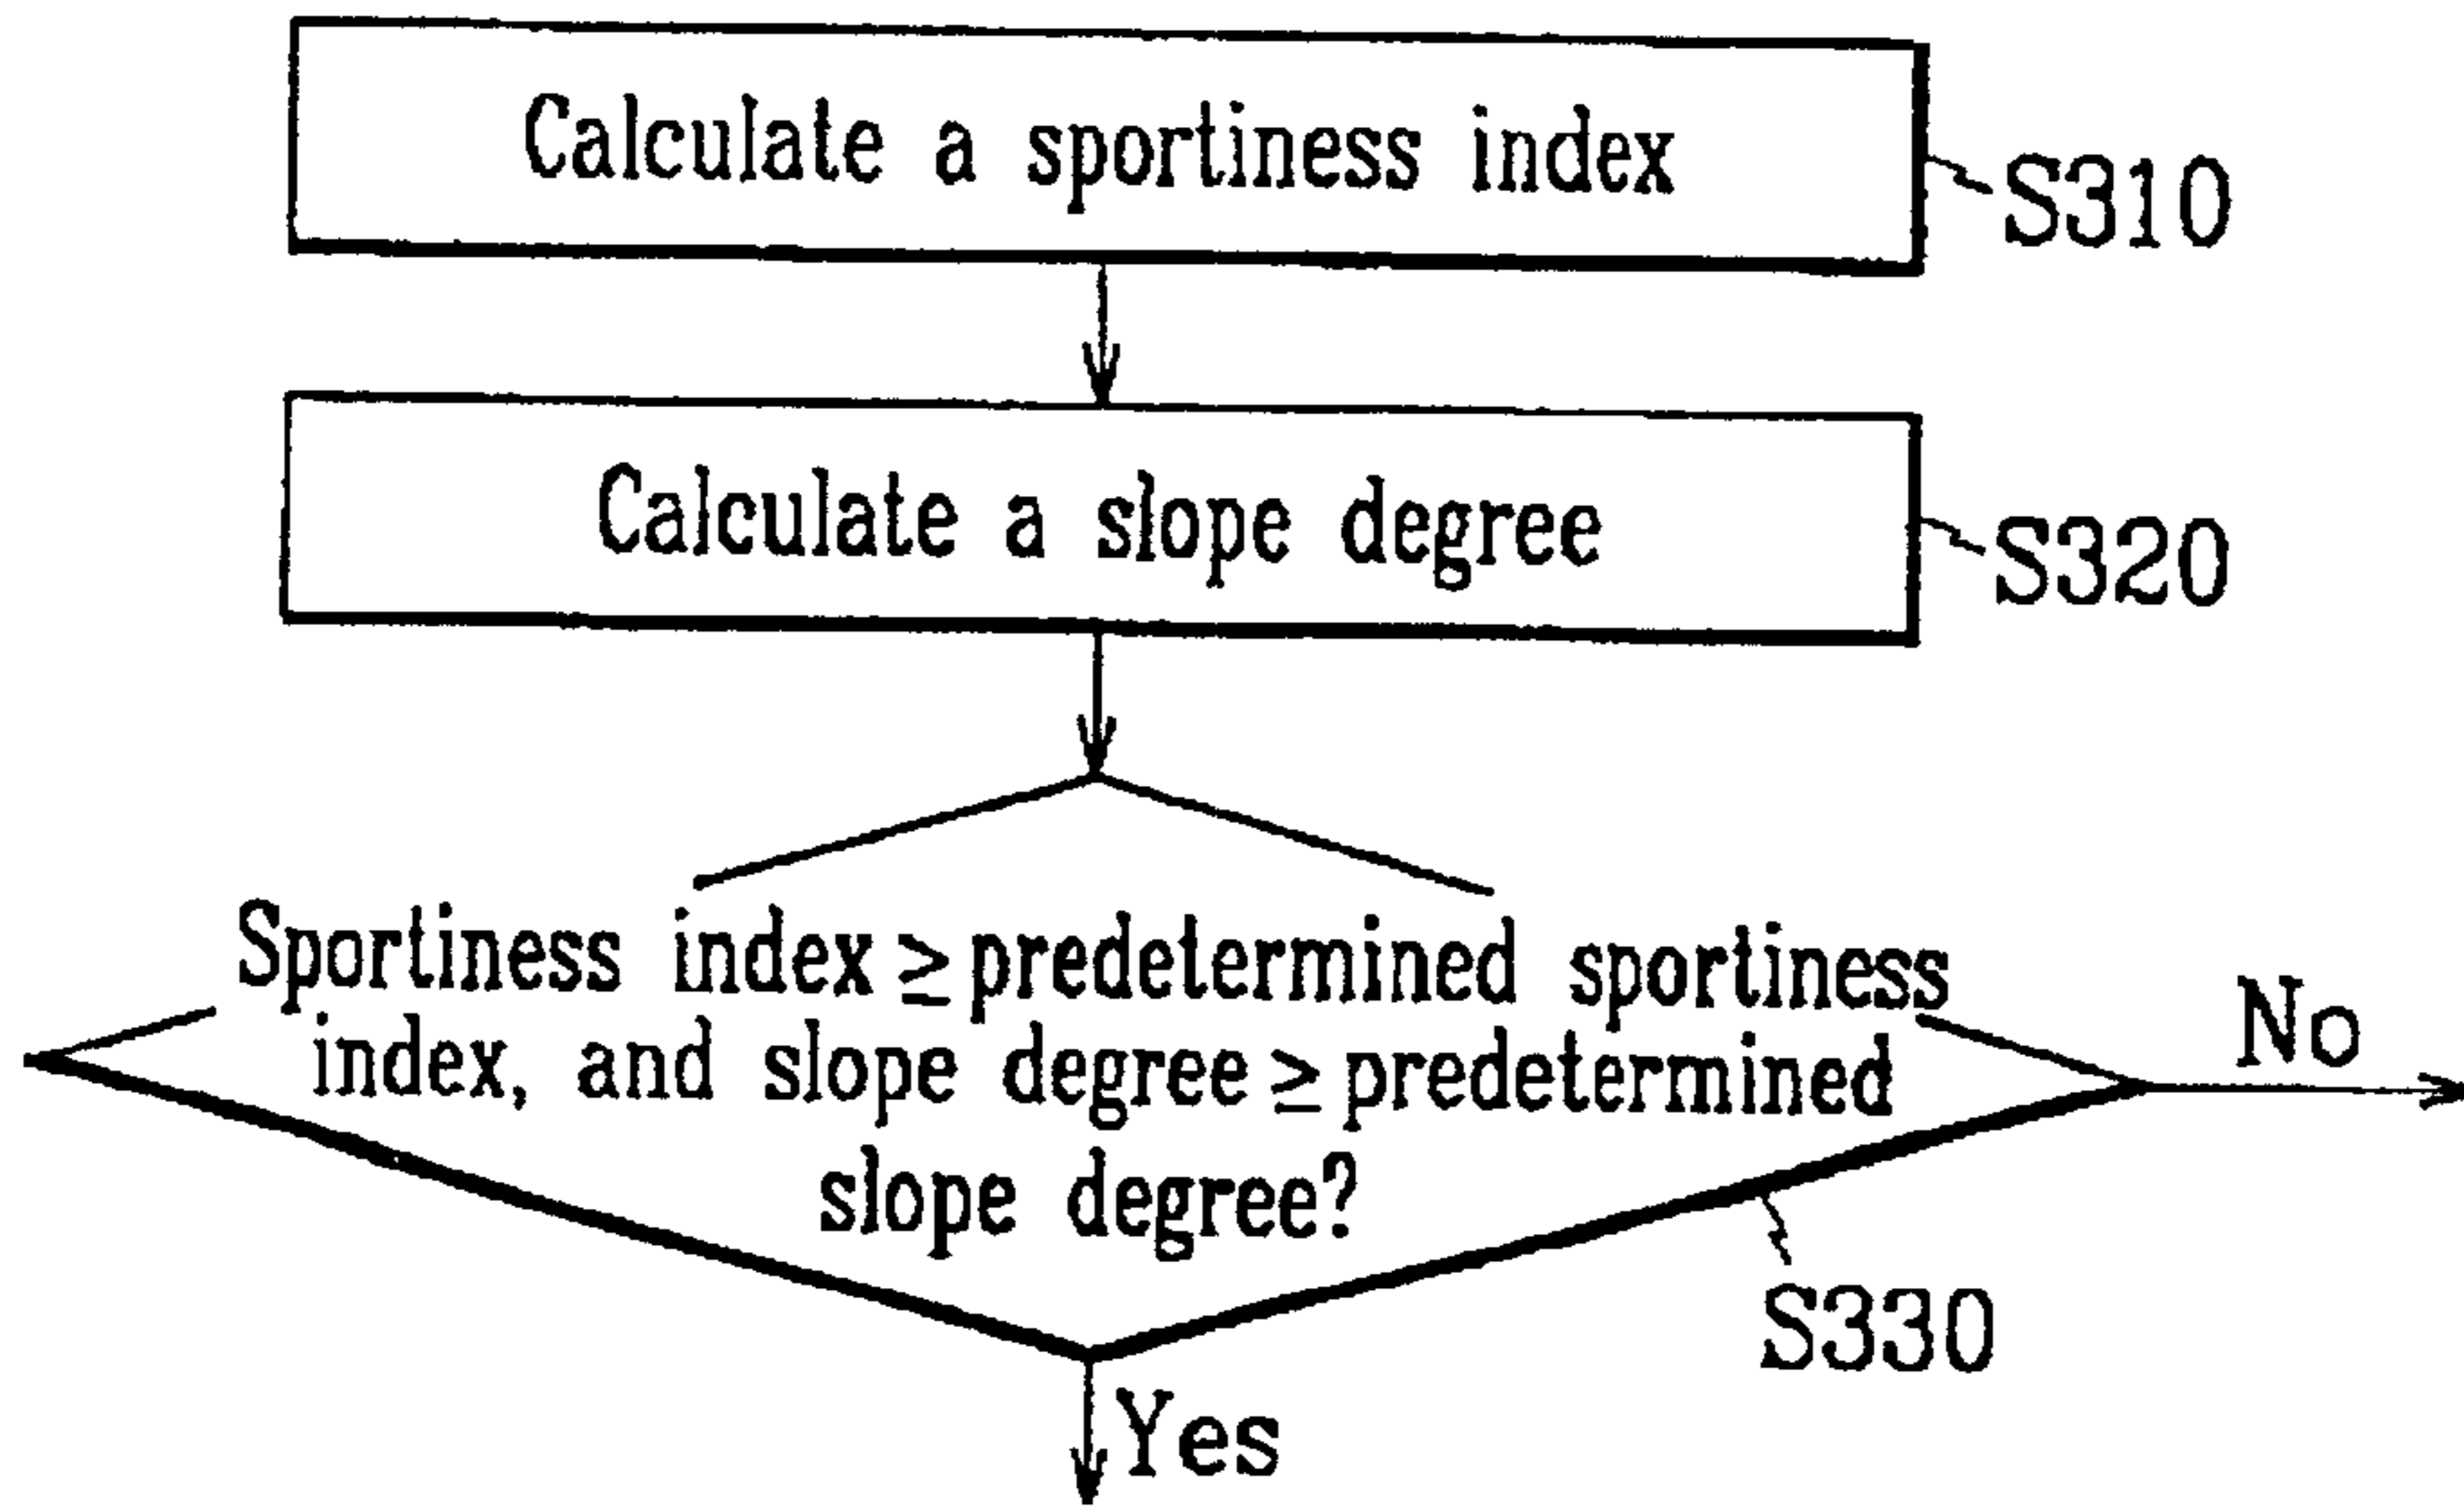 Calculate a sportiness index
S310
Calculate a slope degree
S320
Sportiness index ≥ predetermined sportiness
index, and slope degree ≥ predetermined
slope degree?
No
S330
Yes